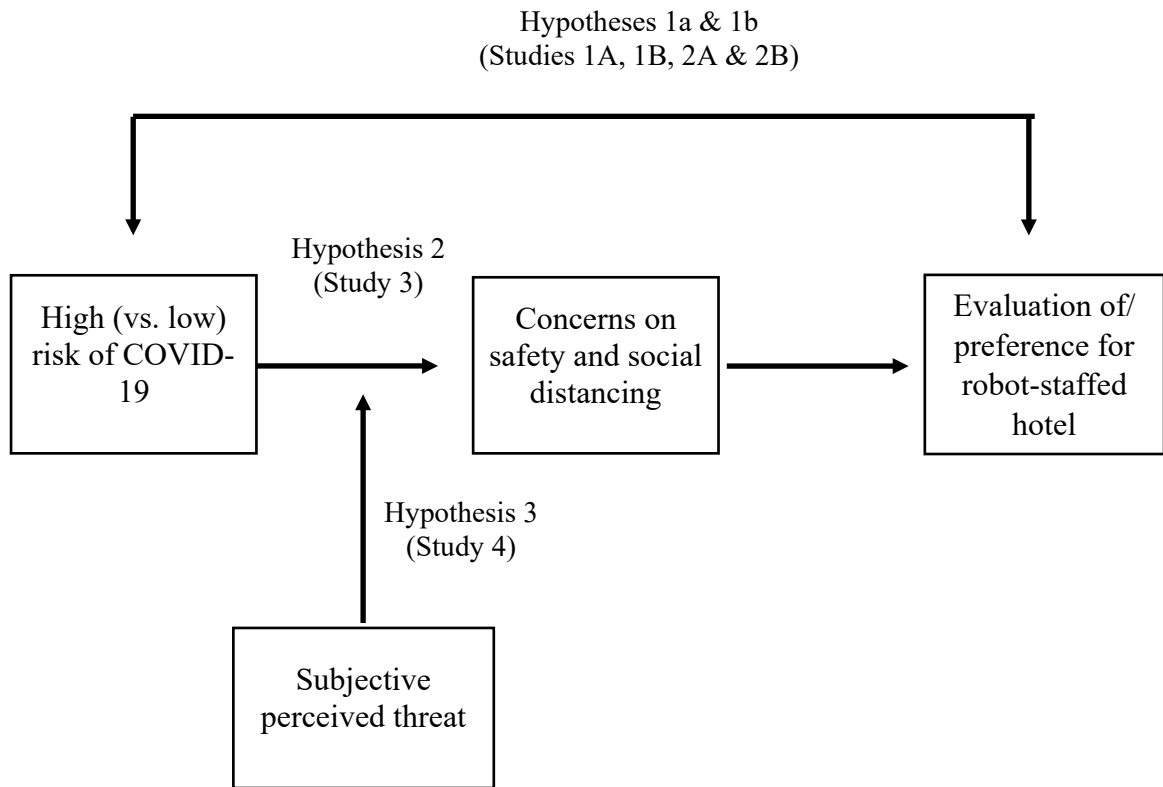 Hypotheses 1a & 1b
(Studies 1A, 1B, 2A & 2B)
Hypothesis 2
(Study 3)
High (vs. low)
risk of COVID-
19
Concerns on
safety and social
distancing
Evaluation of/
preference for
robot-staffed
hotel
Hypothesis 3
(Study 4)
Subjective
perceived threat